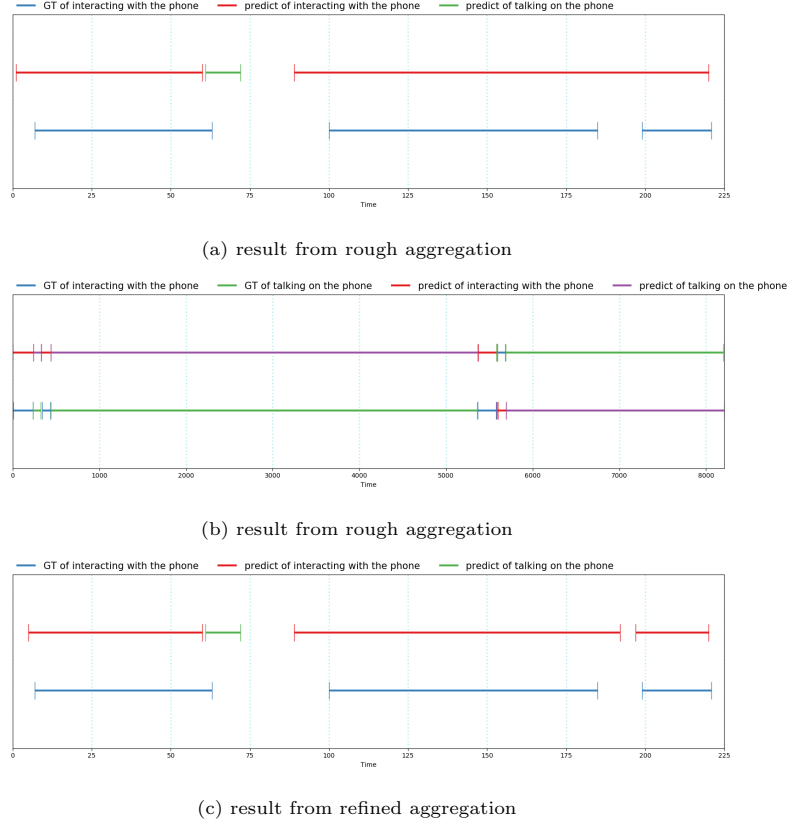 GT of interacting with the phone predict of interacting with the phone predict of talking on the phone
0 25 50 75 100 125 150 175 200 225
Time
(a) result from rough aggregation
GT of interacting with the phone GT of talking on the phone predict of interacting with the phone predict of talking on the phone
0 1000 2000 3000 4000 5000 6000 7000 8000
Time
(b) result from rough aggregation
GT of interacting with the phone predict of interacting with the phone predict of talking on the phone
0 25 50 75 100 125 150 175 200 225
Time
(c) result from refined aggregation